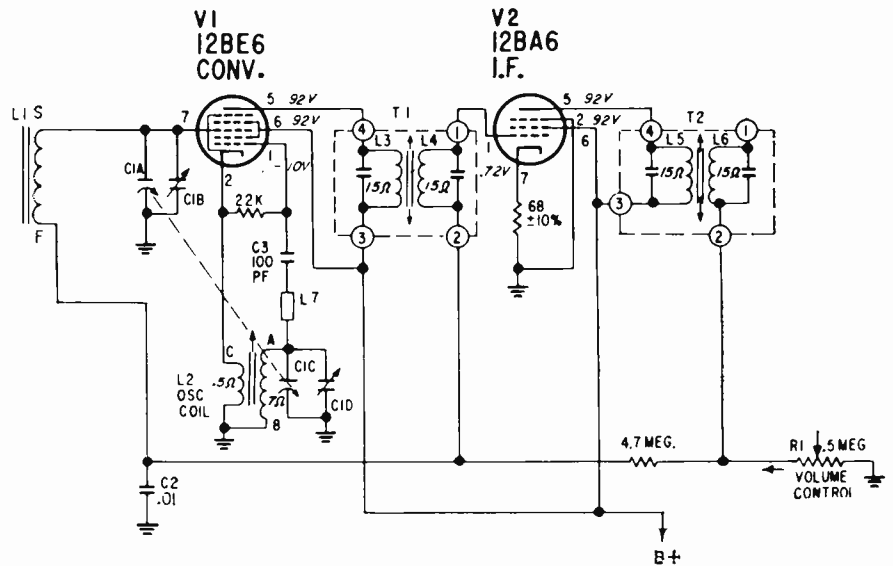 V1
12BE6
CONV.
V2
12BA6
I.F.
L1 S
F
7
5 92V
6 92V
1
-10V
2
C1A
C1B
22K
C3
100
PF
L7
C
A
B
L2
OSC
COIL
.5Ω
7Ω
C1C
C1D
T1
4
L3
L4
1
15Ω
15Ω
3
2
1
.72V
5 92V
2
6
7
68
±10%
T2
4
L5
L6
1
15Ω
15Ω
3
2
4.7 MEG.
R1 .5 MEG
VOLUME
CONTROL
C2
.01
B+